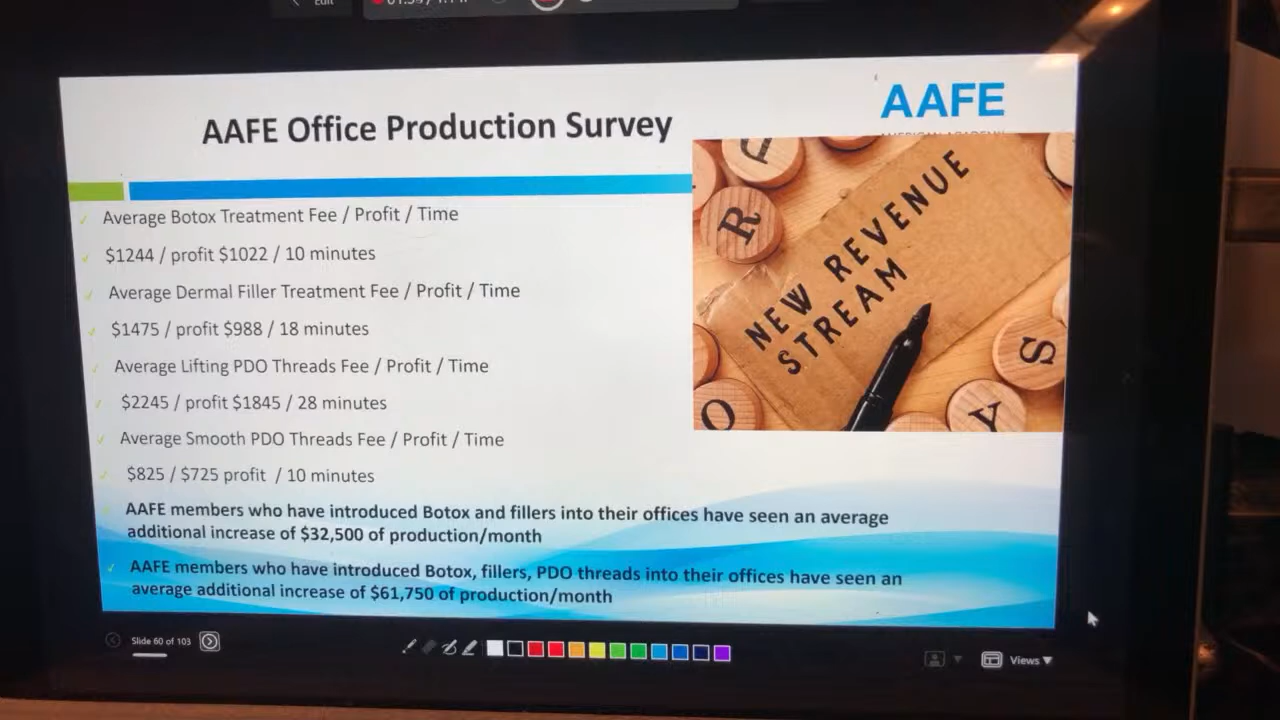 Edit
AAFE
AAFE Office Production Survey
Average Botox Treatment Fee / Profit / Time
$1244 / profit $1022 / 10 minutes
Average Dermal Filler Treatment Fee / Profit / Time
$1475 / profit $988 / 18 minutes
Average Lifting PDO Threads Fee / Profit / Time
$2245 / profit $1845 / 28 minutes
Average Smooth PDO Threads Fee / Profit / Time
$825 / $725 profit / 10 minutes
AAFE members who have introduced Botox and fillers into their offices have seen an average
additional increase of $32,500 of production/month
AAFE members who have introduced Botox, fillers, PDO threads into their offices have seen an
average additional increase of $61,750 of production/month
R
NEW REVENUE
STREAM
S
O
Y
Slide 60 of 103
Views